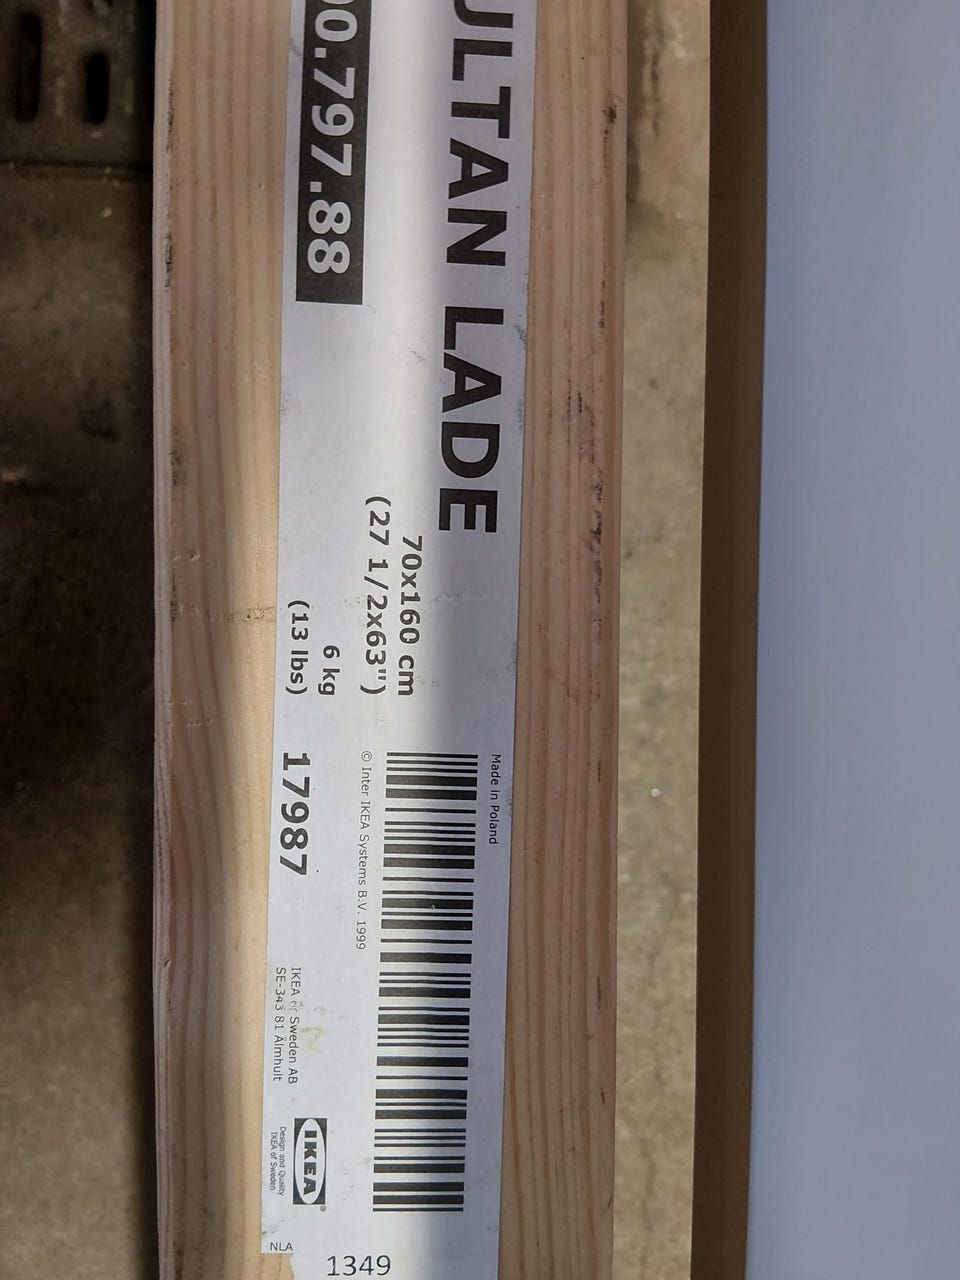 ULTAN LADE
0.797.88
70x160 cm
(27 1/2x63")
6 kg
(13 lbs)
Made in Poland
© Inter IKEA Systems B.V. 1999
17987
IKEA of Sweden AB
SE-343 81 Älmhult
IKEA
®
Design and Quality
IKEA of Sweden
NLA
1349